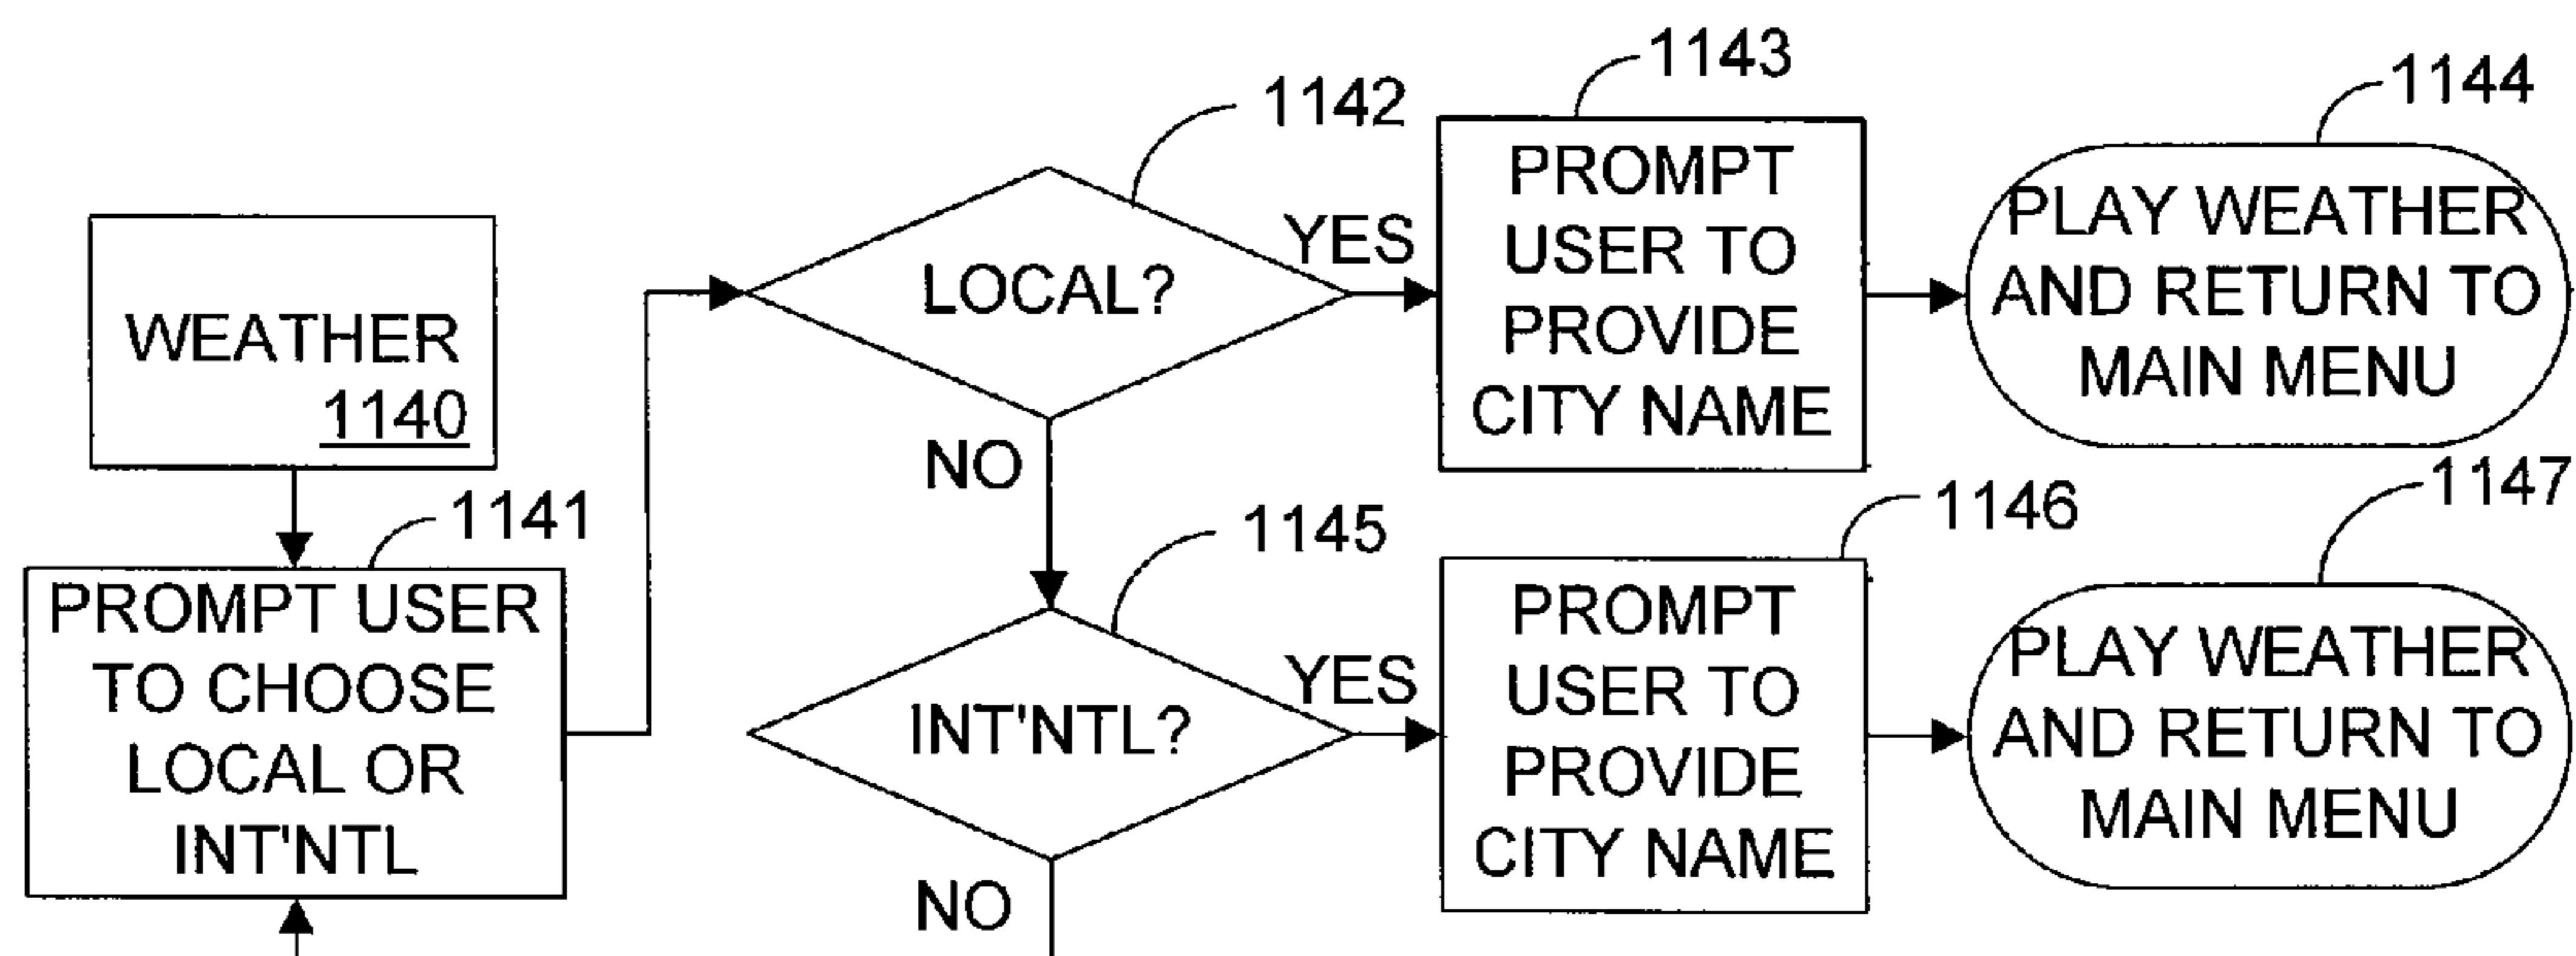 WEATHER
1140
1141
PROMPT USER
TO CHOOSE
LOCAL OR
INT'NTL
1142
LOCAL?
YES
NO
1143
PROMPT
USER TO
PROVIDE
CITY NAME
1144
PLAY WEATHER
AND RETURN TO
MAIN MENU
1145
INT'NTL?
YES
NO
1146
PROMPT
USER TO
PROVIDE
CITY NAME
1147
PLAY WEATHER
AND RETURN TO
MAIN MENU